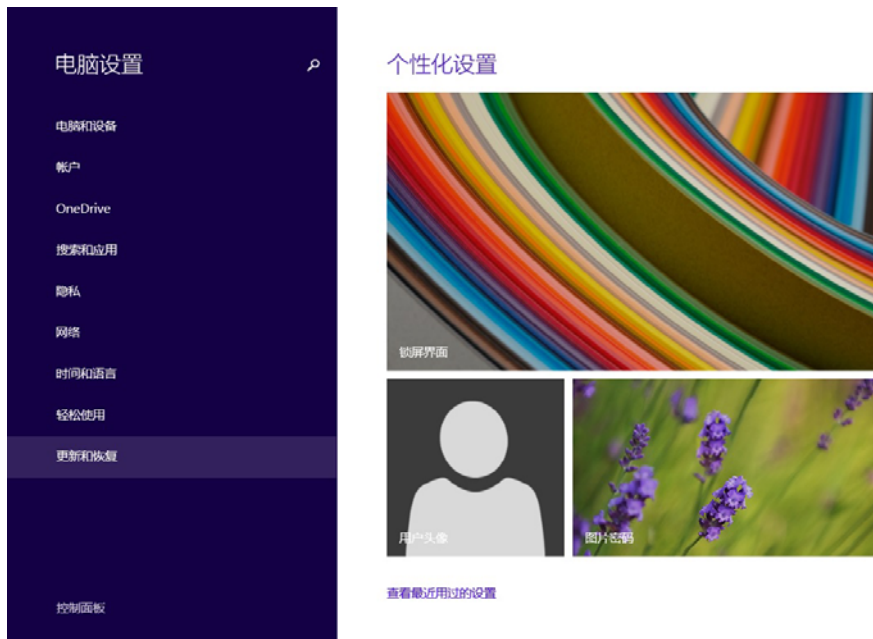 电脑设置
电脑和设备
帐户
OneDrive
搜索和应用
隐私
网络
时间和语言
轻松使用
更新和恢复
控制面板
个性化设置
锁屏界面
用户头像
图片密码
查看最近用过的设置